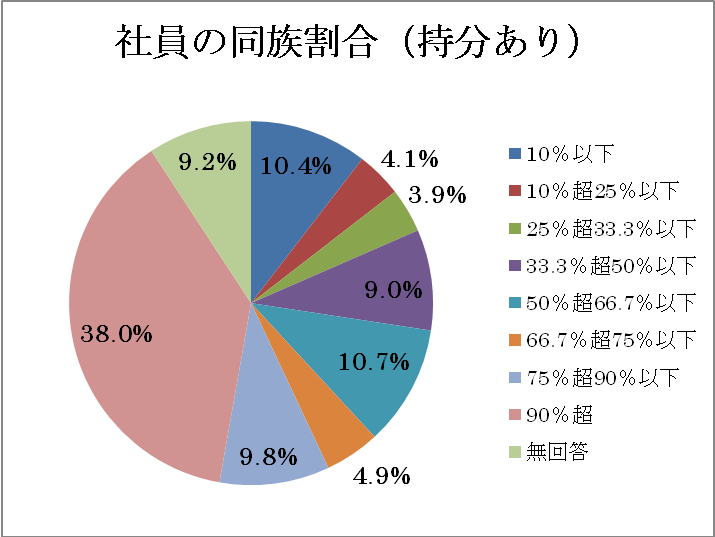 社員の同族割合（持分あり）
9.2%
10.4%
4.1%
3.9%
9.0%
10.7%
4.9%
9.8%
38.0%
10％以下
10％超25％以下
25％超33.3％以下
33.3％超50％以下
50％超66.7％以下
66.7％超75％以下
75％超90％以下
90％超
無回答